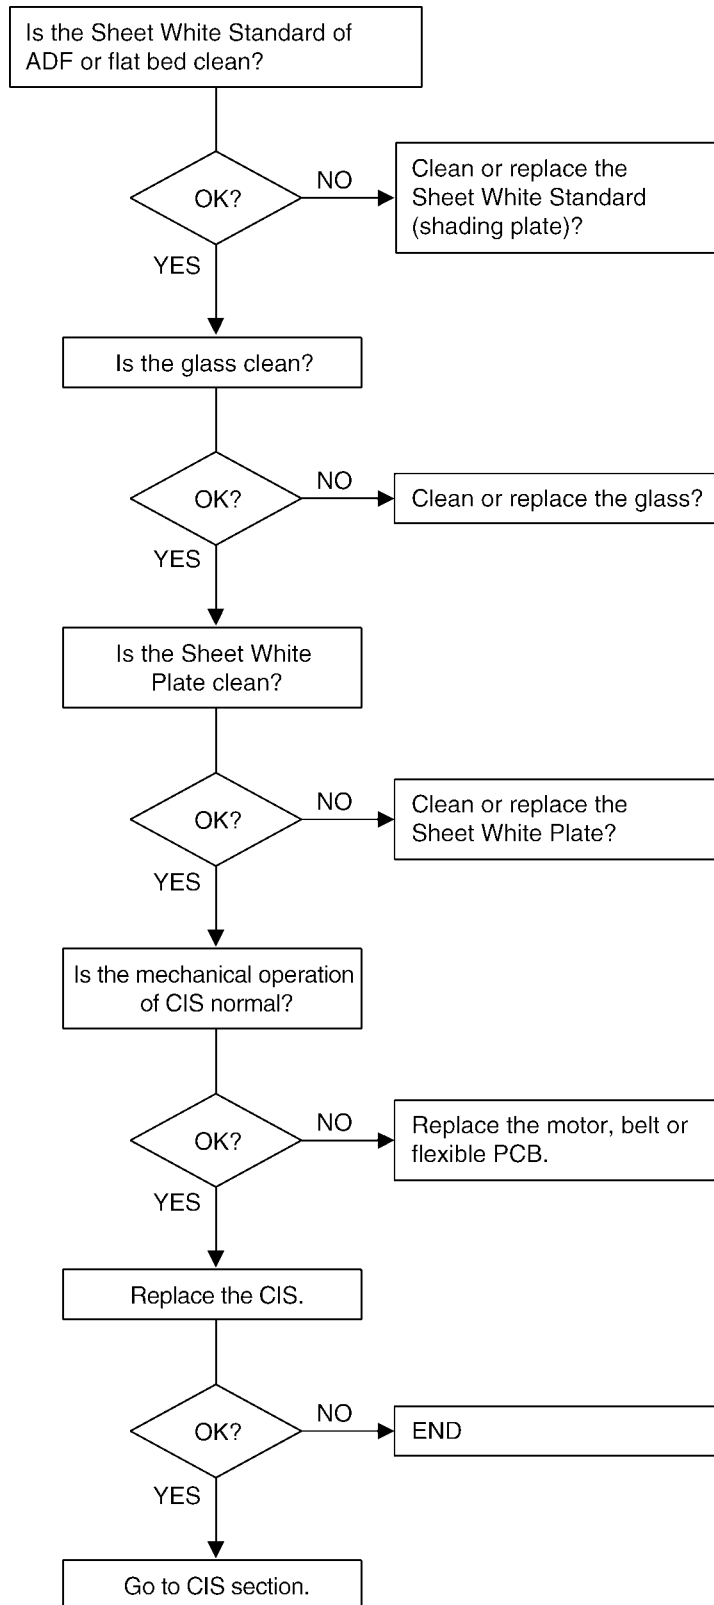 Is the Sheet White Standard of
ADF or flat bed clean?
OK?
NO
Clean or replace the
Sheet White Standard
(shading plate)?
YES
Is the glass clean?
OK?
NO
Clean or replace the glass?
YES
Is the Sheet White
Plate clean?
OK?
NO
Clean or replace the
Sheet White Plate?
YES
Is the mechanical operation
of CIS normal?
OK?
NO
Replace the motor, belt or
flexible PCB.
YES
Replace the CIS.
OK?
NO
END
YES
Go to CIS section.